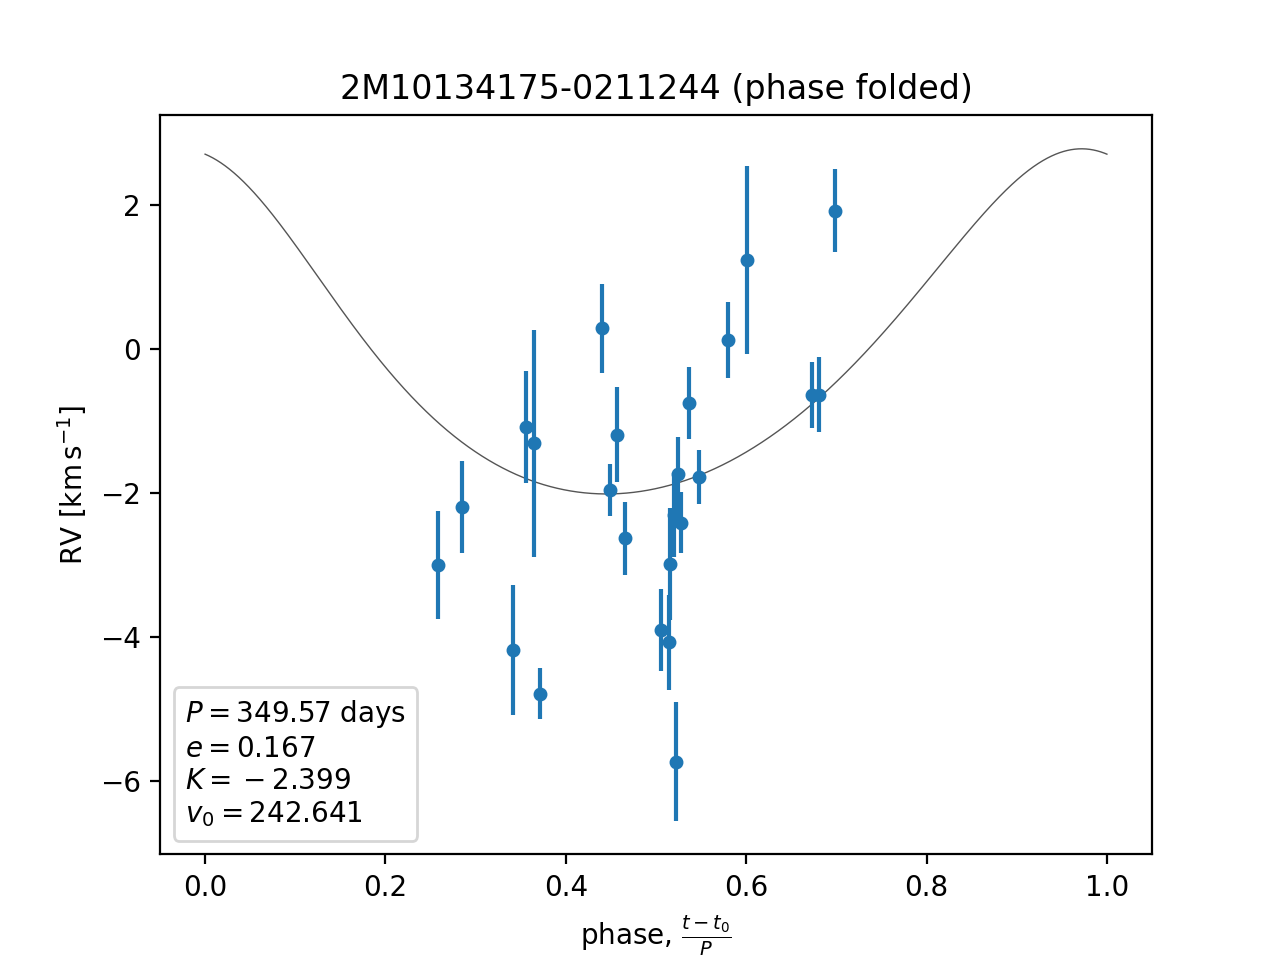 2M10134175-0211244 (phase folded)
2
0
−2
−4
−6
RV [km s⁻¹]
P = 349.57 days
e = 0.167
K = −2.399
v₀ = 242.641
0.0 0.2 0.4 0.6 0.8 1.0
phase, (t − t₀)/P